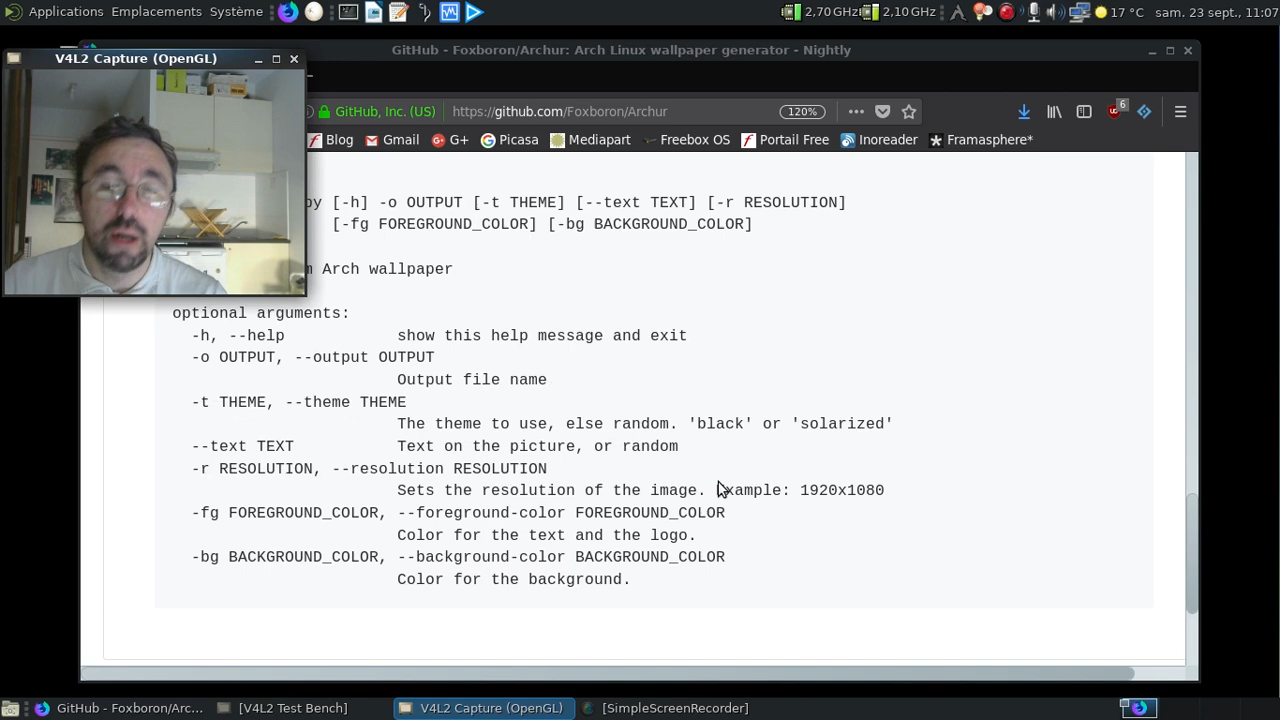 Applications Emplacements Système 2,70 GHz 2,10 GHz 17 °C sam. 23 sept., 11:07
GitHub - Foxboron/Archur: Arch Linux wallpaper generator - Nightly
V4L2 Capture (OpenGL)
GitHub, Inc. (US) https://github.com/Foxboron/Archur 120% 6
Blog Gmail G+ Picasa Mediapart Freebox OS Portail Free Inoreader Framasphere*
[-h] -o OUTPUT [-t THEME] [--text TEXT] [-r RESOLUTION]
[-fg FOREGROUND_COLOR] [-bg BACKGROUND_COLOR]
Arch wallpaper
optional arguments:
-h, --help show this help message and exit
-o OUTPUT, --output OUTPUT
Output file name
-t THEME, --theme THEME
The theme to use, else random. 'black' or 'solarized'
--text TEXT Text on the picture, or random
-r RESOLUTION, --resolution RESOLUTION
Sets the resolution of the image. Example: 1920x1080
-fg FOREGROUND_COLOR, --foreground-color FOREGROUND_COLOR
Color for the text and the logo.
-bg BACKGROUND_COLOR, --background-color BACKGROUND_COLOR
Color for the background.
GitHub - Foxboron/Arc... [V4L2 Test Bench] V4L2 Capture (OpenGL) [SimpleScreenRecorder]